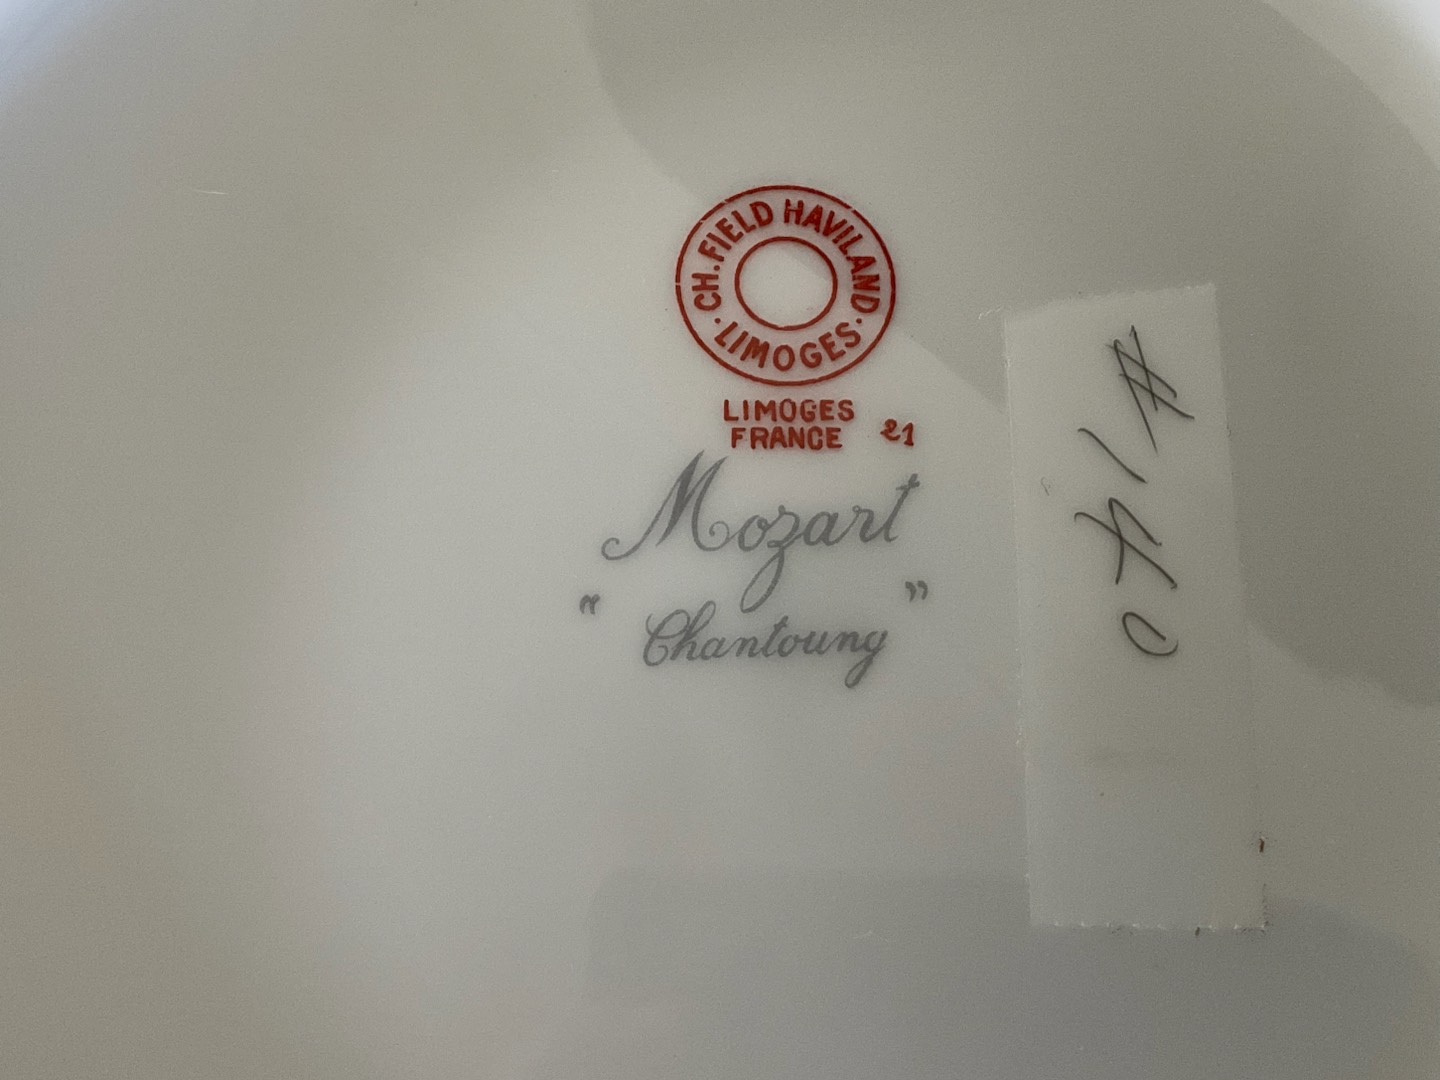 CH. FIELD HAVILAND
· LIMOGES ·
LIMOGES
FRANCE 21
Mozart
“ Chantoung ”
#140